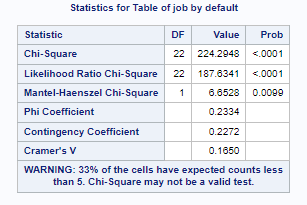 Statistics for Table of job by default
Statistic DF Value Prob
Chi-Square 22 224.2948 <.0001
Likelihood Ratio Chi-Square 22 187.6341 <.0001
Mantel-Haenszel Chi-Square 1 6.6528 0.0099
Phi Coefficient 0.2334
Contingency Coefficient 0.2272
Cramer's V 0.1650
WARNING: 33% of the cells have expected counts less
than 5. Chi-Square may not be a valid test.